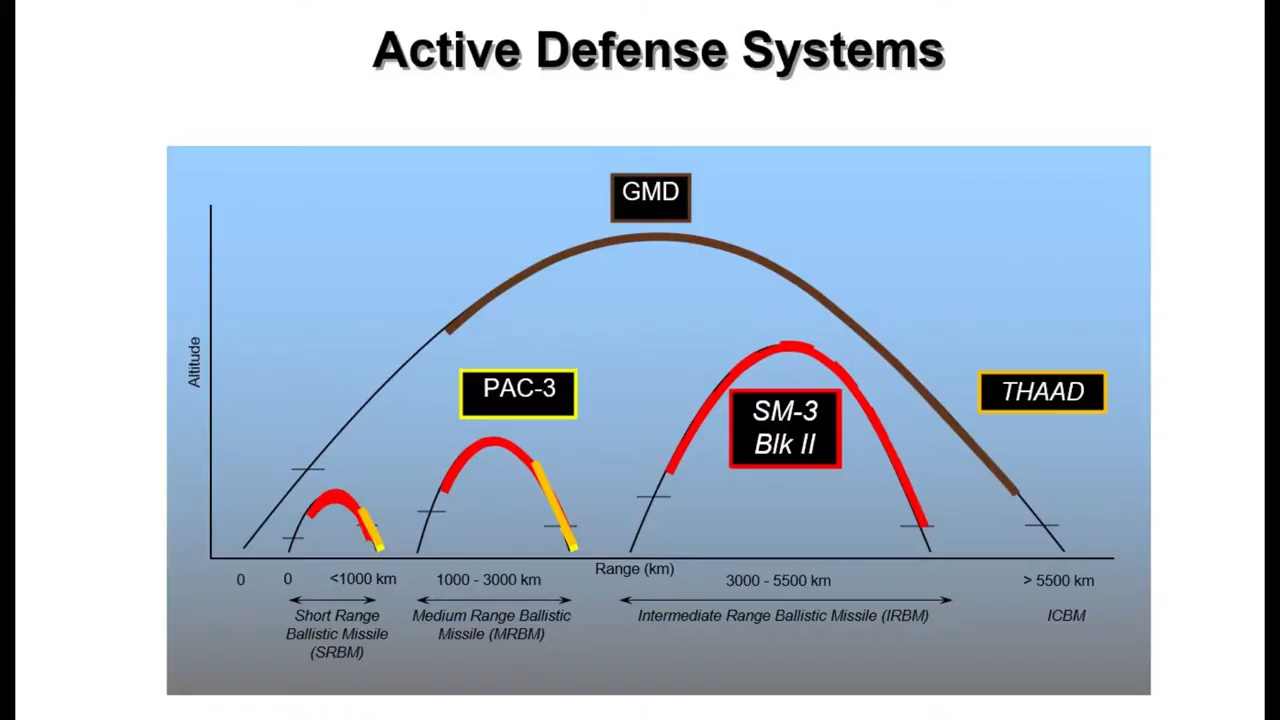 Active Defense Systems
GMD
Altitude
PAC-3
SM-3
Blk II
THAAD
Range (km)
0
0
<1000 km
1000 - 3000 km
3000 - 5500 km
> 5500 km
Short Range
Ballistic Missile
(SRBM)
Medium Range Ballistic
Missile (MRBM)
Intermediate Range Ballistic Missile (IRBM)
ICBM